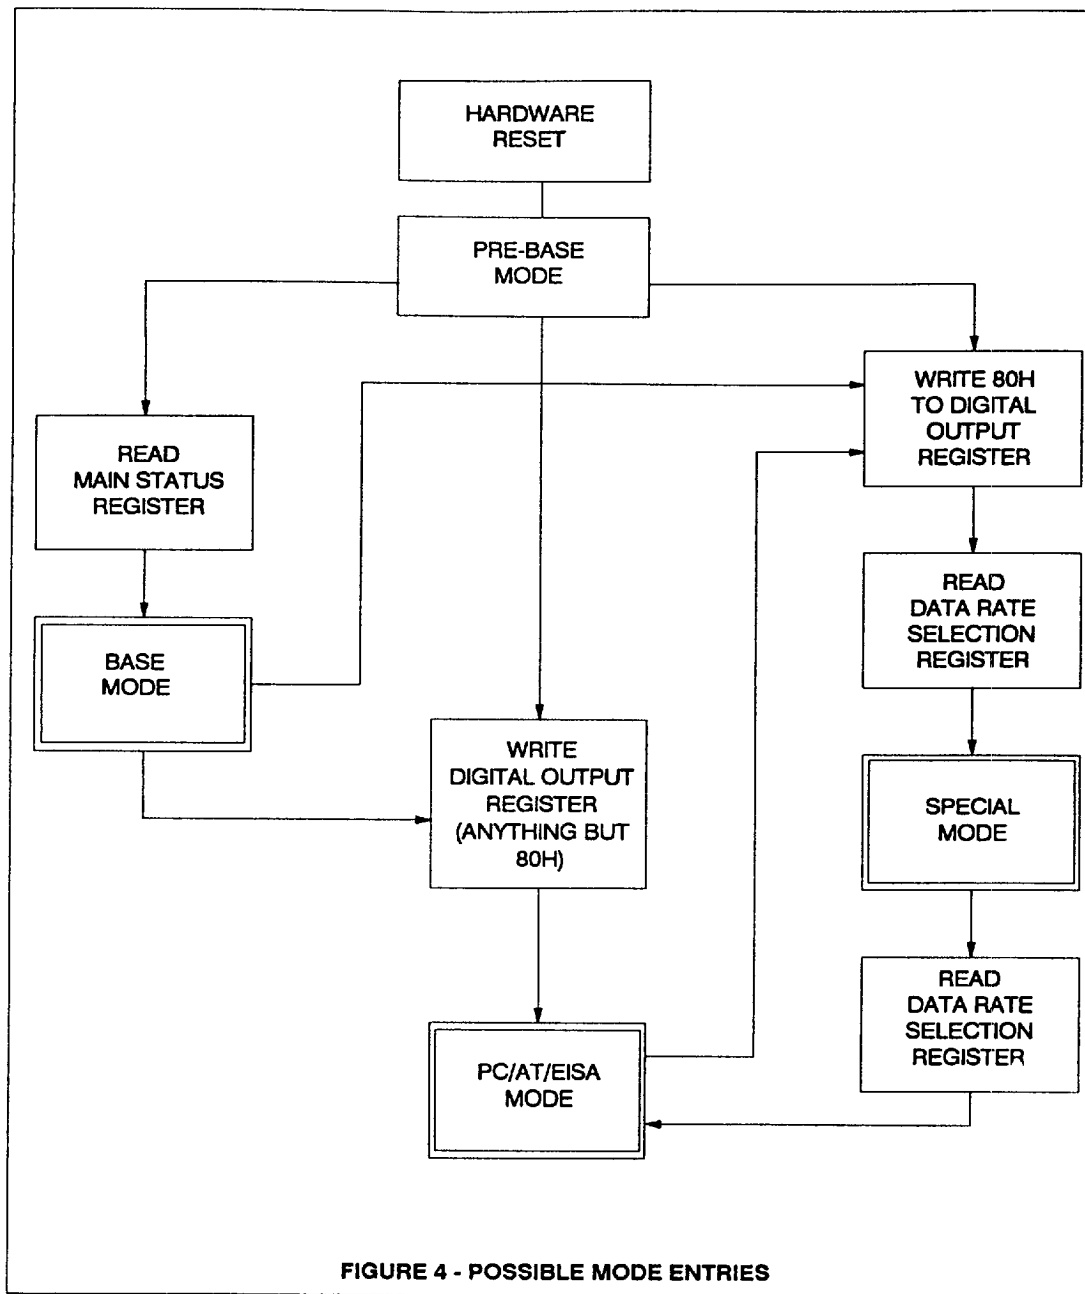 HARDWARE
RESET
PRE-BASE
MODE
WRITE 80H
TO DIGITAL
OUTPUT
REGISTER
READ
MAIN STATUS
REGISTER
READ
DATA RATE
SELECTION
REGISTER
BASE
MODE
WRITE
DIGITAL OUTPUT
REGISTER
(ANYTHING BUT
80H)
SPECIAL
MODE
READ
DATA RATE
SELECTION
REGISTER
PC/AT/EISA
MODE
FIGURE 4 - POSSIBLE MODE ENTRIES